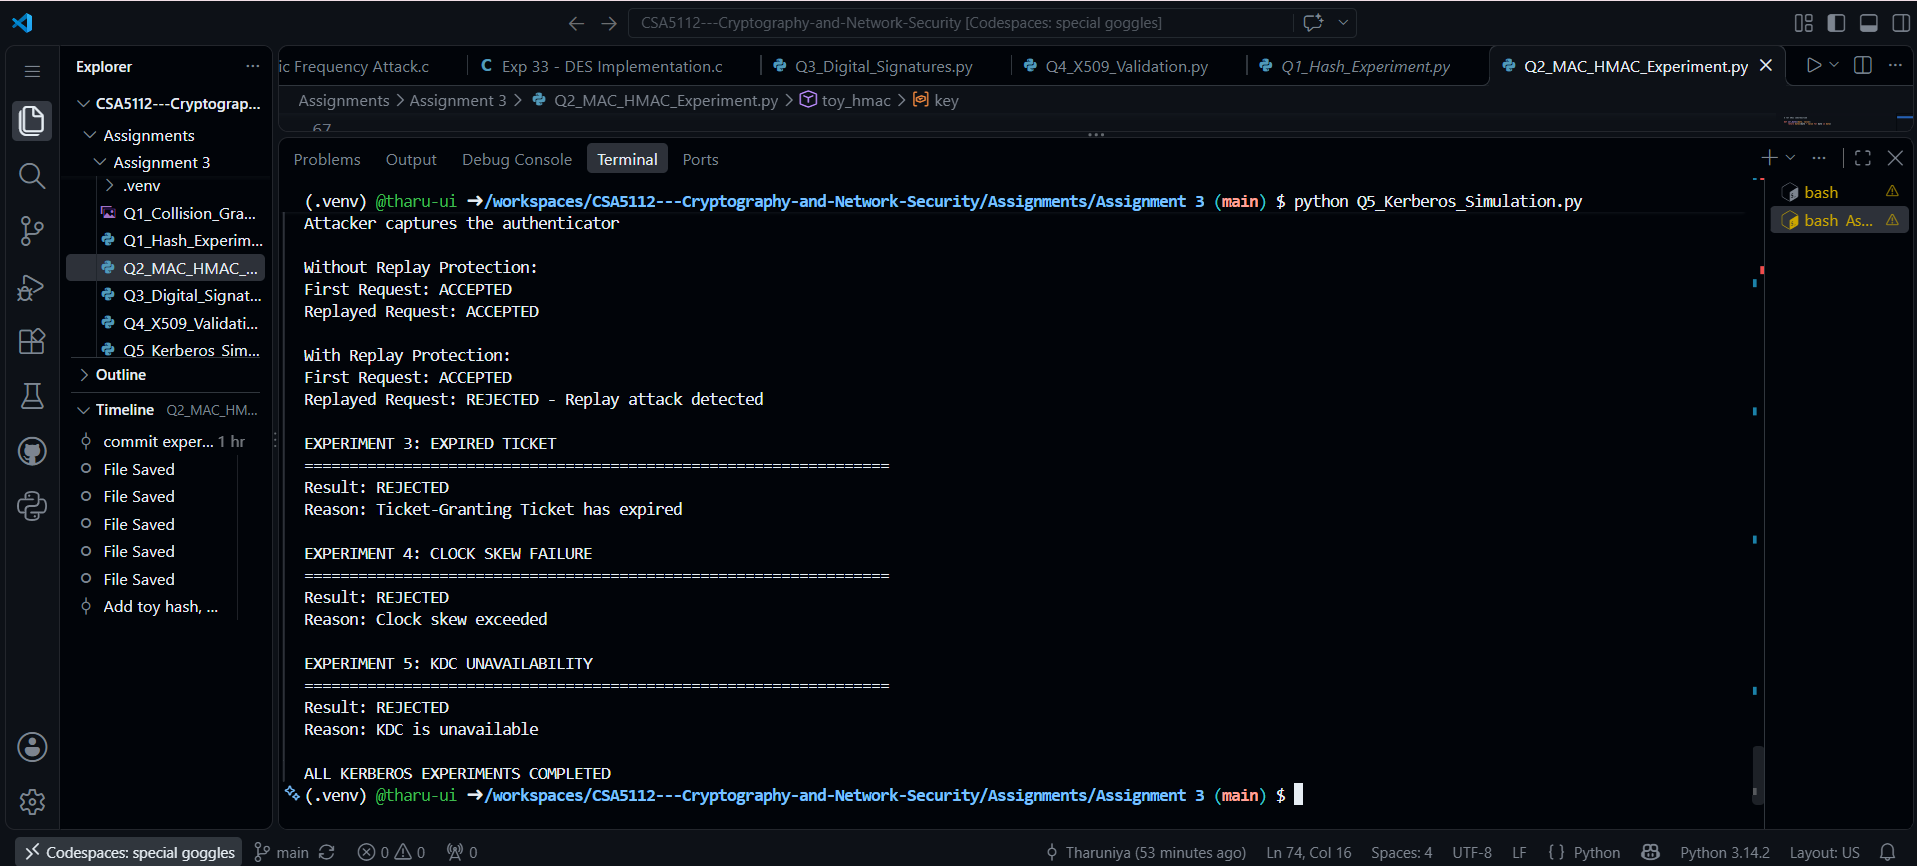 CSA5112---Cryptography-and-Network-Security [Codespaces: special goggles]
Explorer
ic Frequency Attack.c
C Exp 33 - DES Implementation.c
Q3_Digital_Signatures.py
Q4_X509_Validation.py
Q1_Hash_Experiment.py
Q2_MAC_HMAC_Experiment.py
Assignments > Assignment 3 > Q2_MAC_HMAC_Experiment.py > toy_hmac > key
67
CSA5112---Cryptograp...
Assignments
Assignment 3
.venv
Q1_Collision_Gra...
Q1_Hash_Experim...
Q2_MAC_HMAC_...
Q3_Digital_Signat...
Q4_X509_Validati...
Q5_Kerberos_Sim...
Outline
Timeline Q2_MAC_HM...
commit exper... 1 hr
File Saved
File Saved
File Saved
File Saved
File Saved
Add toy hash, ...
Problems Output Debug Console Terminal Ports
(.venv) @tharu-ui ➜/workspaces/CSA5112---Cryptography-and-Network-Security/Assignments/Assignment 3 (main) $ python Q5_Kerberos_Simulation.py
Attacker captures the authenticator
Without Replay Protection:
First Request: ACCEPTED
Replayed Request: ACCEPTED
With Replay Protection:
First Request: ACCEPTED
Replayed Request: REJECTED - Replay attack detected
EXPERIMENT 3: EXPIRED TICKET
=================================================================
Result: REJECTED
Reason: Ticket-Granting Ticket has expired
EXPERIMENT 4: CLOCK SKEW FAILURE
=================================================================
Result: REJECTED
Reason: Clock skew exceeded
EXPERIMENT 5: KDC UNAVAILABILITY
=================================================================
Result: REJECTED
Reason: KDC is unavailable
ALL KERBEROS EXPERIMENTS COMPLETED
(.venv) @tharu-ui ➜/workspaces/CSA5112---Cryptography-and-Network-Security/Assignments/Assignment 3 (main) $
bash
bash As...
Codespaces: special goggles main 0 0 0 Tharuniya (53 minutes ago) Ln 74, Col 16 Spaces: 4 UTF-8 LF {} Python Python 3.14.2 Layout: US